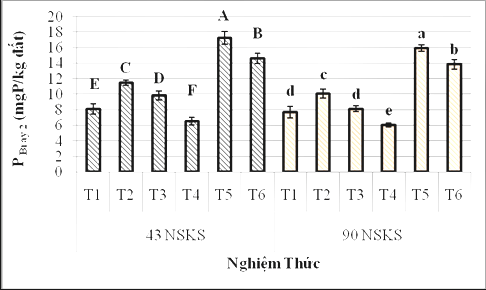 P Bray 2 (mgP/kg đất)
20
18
16
14
12
10
8
6
4
2
0
E
C
D
F
A
B
d
c
d
e
a
b
T1 T2 T3 T4 T5 T6 T1 T2 T3 T4 T5 T6
43 NSKS 90 NSKS
Nghiệm Thức